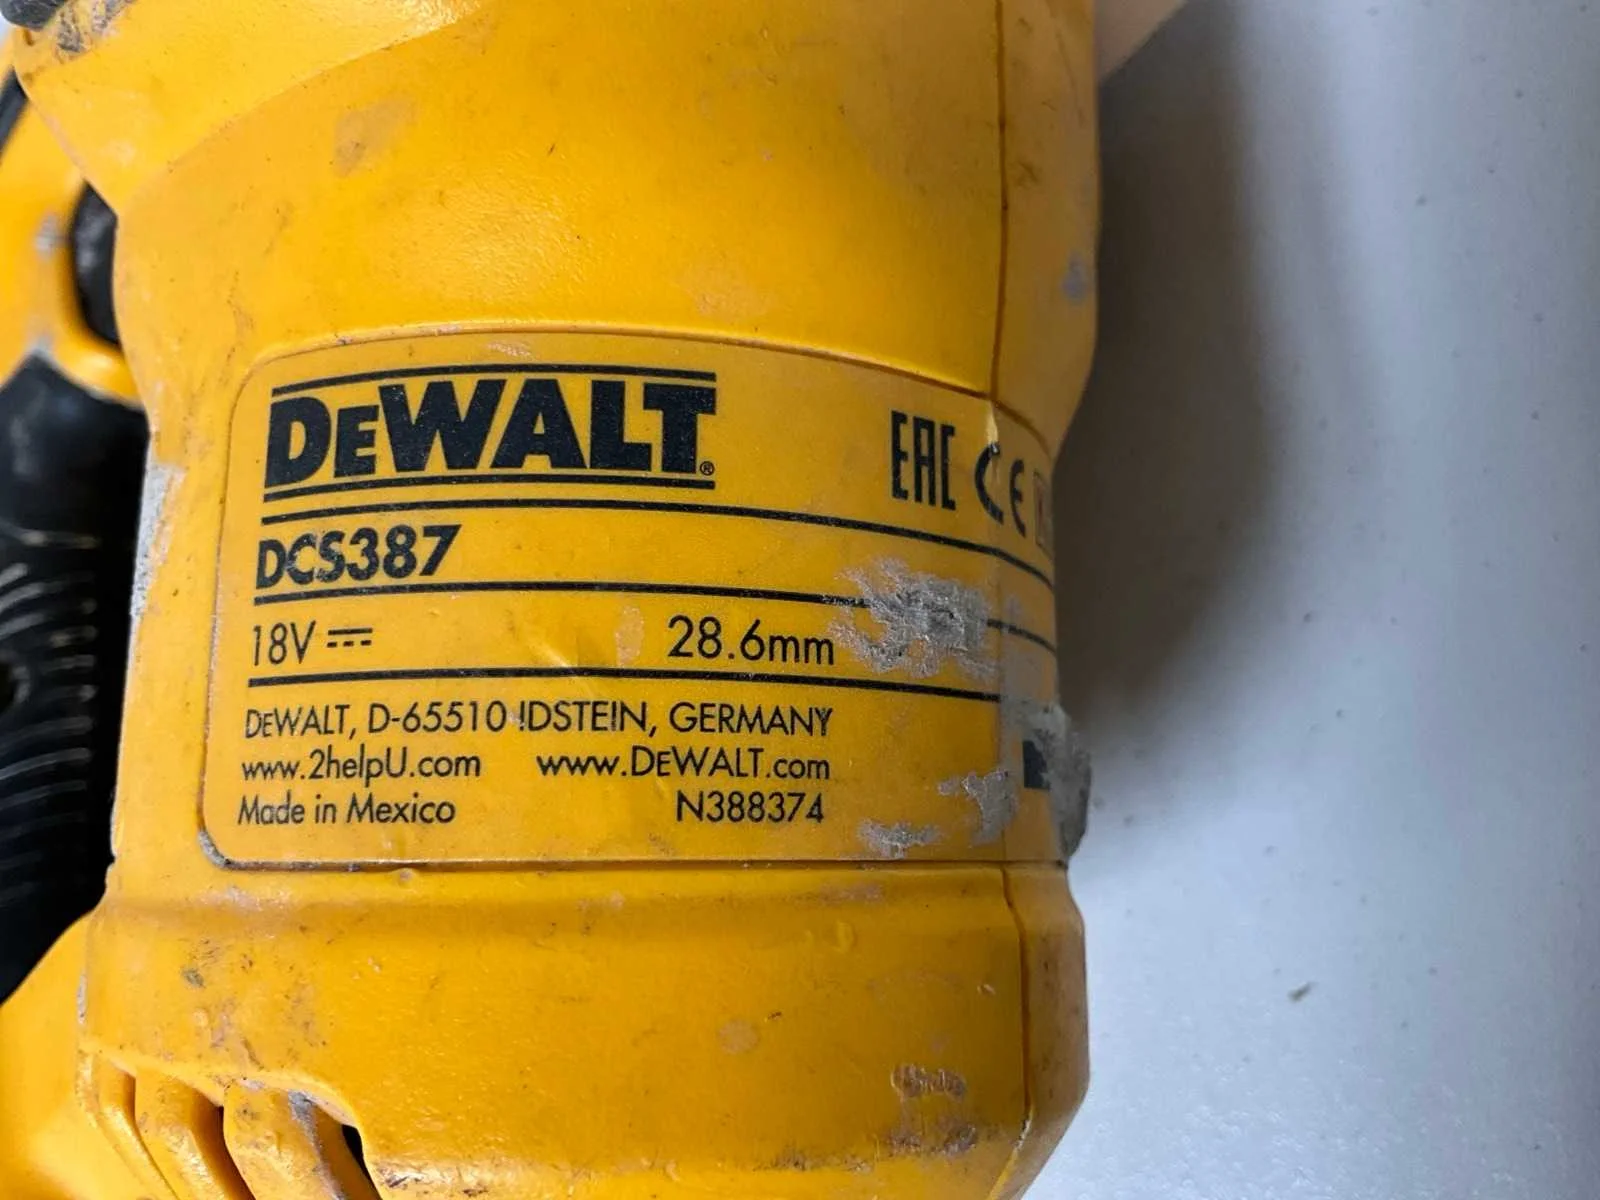 DEWALT® EAC CE
DCS387
18V 28.6mm
DEWALT, D-65510 IDSTEIN, GERMANY
www.2helpU.com www.DEWALT.com
Made in Mexico N388374